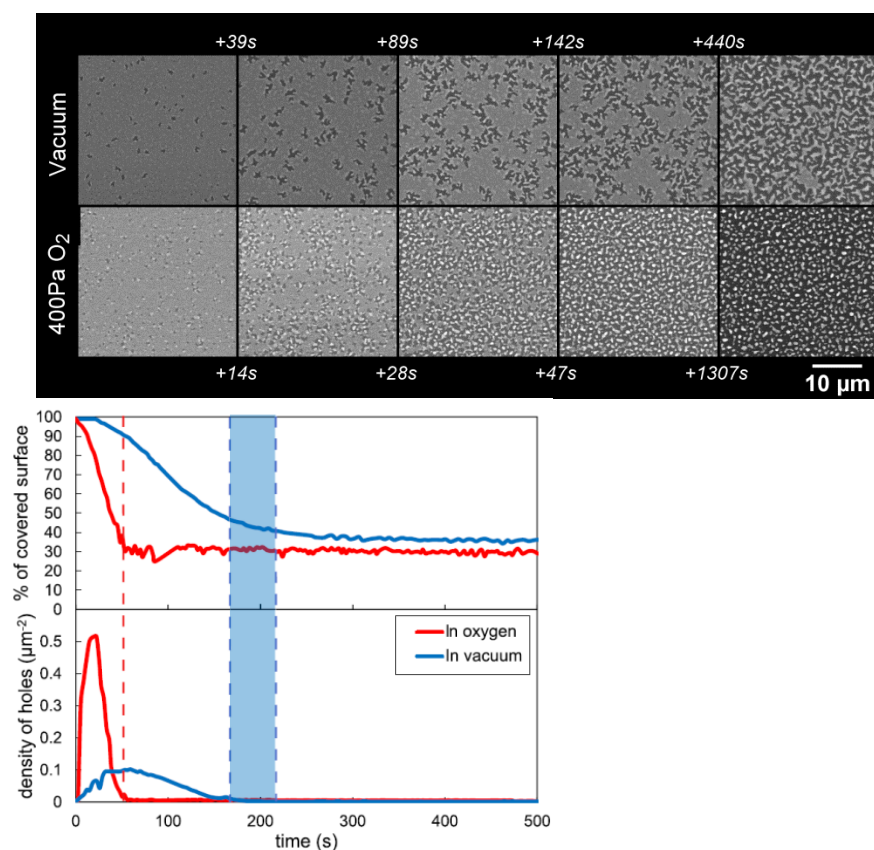 +39s +89s +142s +440s
Vacuum
400Pa O₂
+14s +28s +47s +1307s
10 µm
% of covered surface
100
90
80
70
60
50
40
30
20
10
0
density of holes (µm⁻²)
0.5
0.4
0.3
0.2
0.1
0
In oxygen
In vacuum
0 100 200 300 400 500
time (s)